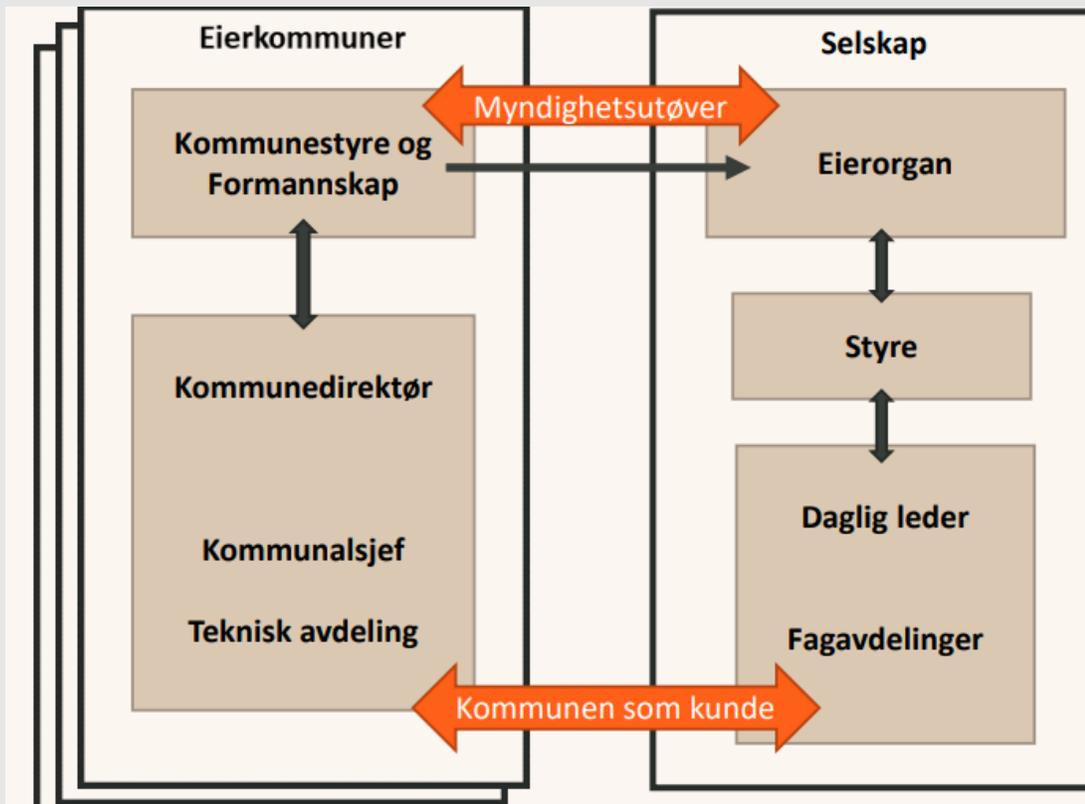 Eierkommuner
Kommunestyre og
Formannskap
Kommunedirektør
Kommunalsjef
Teknisk avdeling
Myndighetsutøver
Kommunen som kunde
Selskap
Eierorgan
Styre
Daglig leder
Fagavdelinger